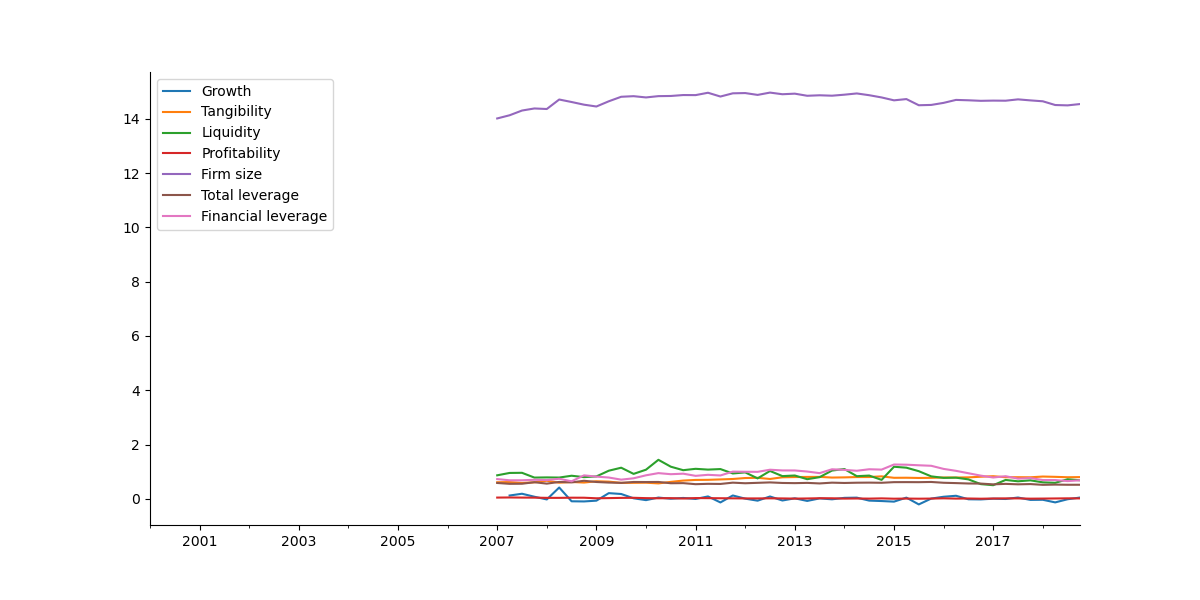 Growth
Tangibility
Liquidity
Profitability
Firm size
Total leverage
Financial leverage
14
12
10
8
6
4
2
0
2001 2003 2005 2007 2009 2011 2013 2015 2017